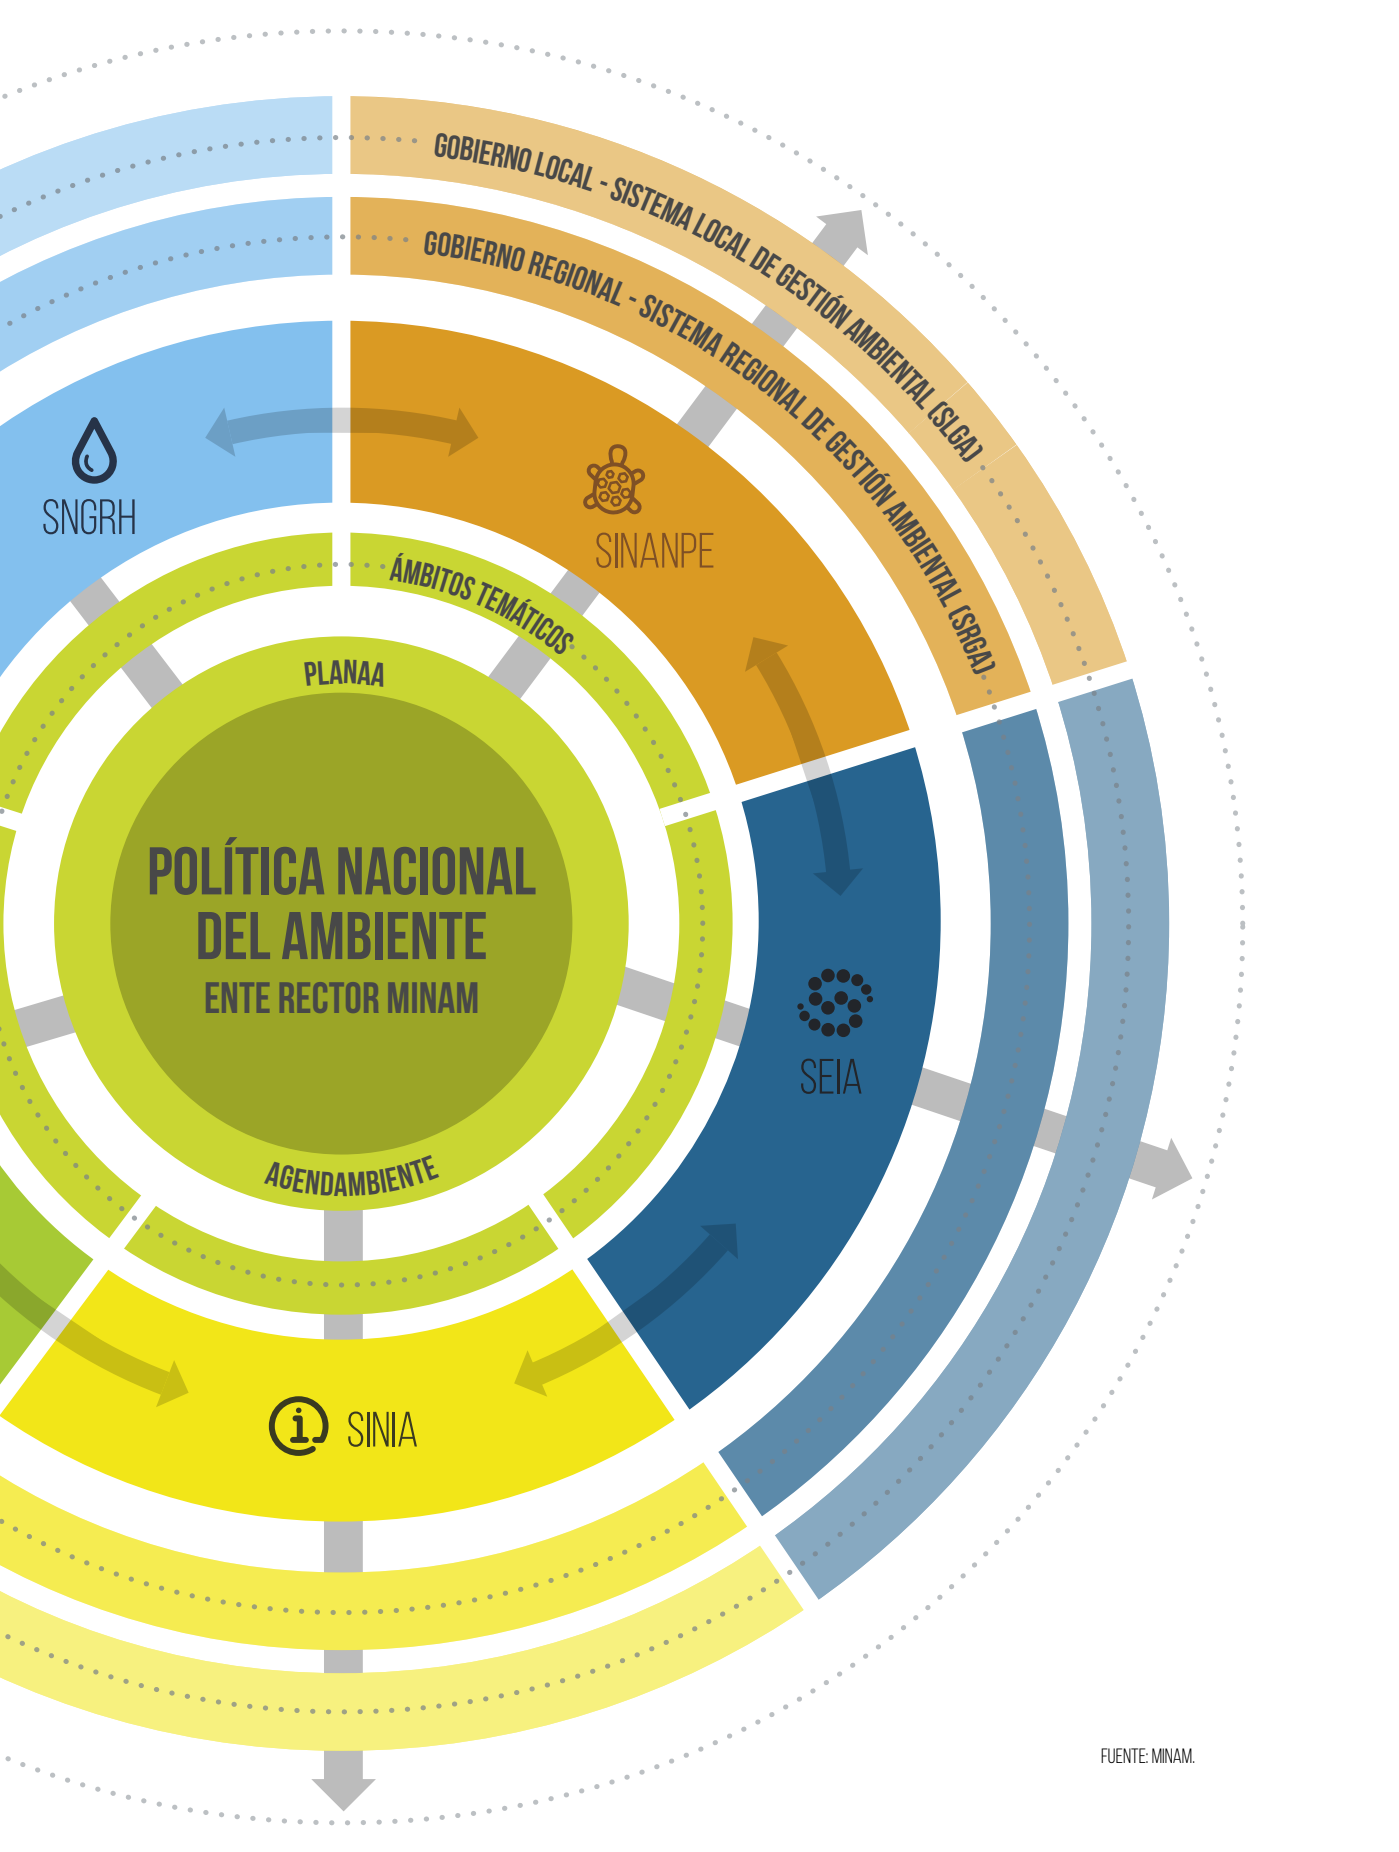 GOBIERNO LOCAL - SISTEMA LOCAL DE GESTIÓN AMBIENTAL (SLGA)
GOBIERNO REGIONAL - SISTEMA REGIONAL DE GESTIÓN AMBIENTAL (SRGA)
SNGRH
SINANPE
ÁMBITOS TEMÁTICOS
PLANAA
POLÍTICA NACIONAL
DEL AMBIENTE
ENTE RECTOR MINAM
SEIA
AGENDAMBIENTE
SINIA
FUENTE: MINAM.